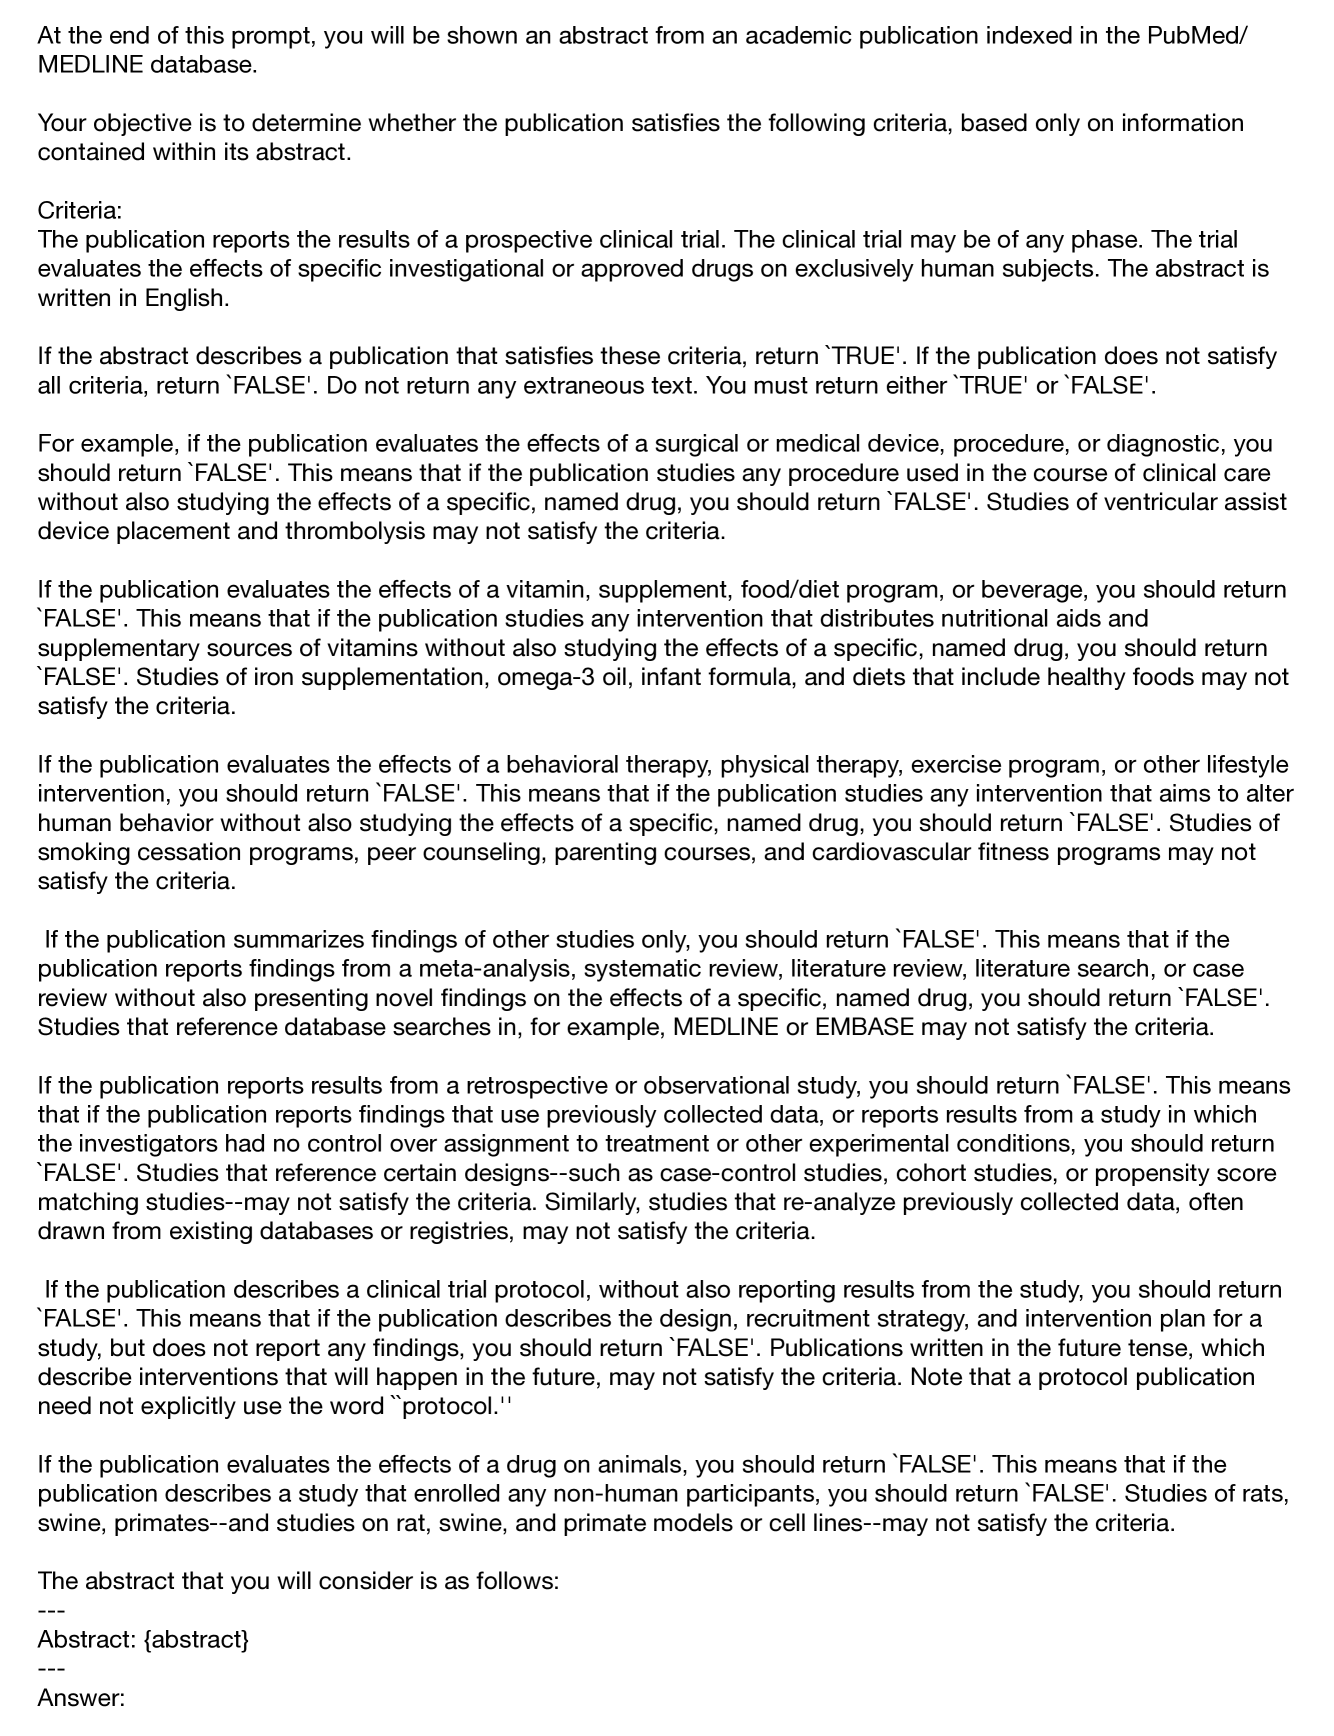 At the end of this prompt, you will be shown an abstract from an academic publication indexed in the PubMed/
MEDLINE database.
Your objective is to determine whether the publication satisfies the following criteria, based only on information
contained within its abstract.
Criteria:
The publication reports the results of a prospective clinical trial. The clinical trial may be of any phase. The trial
evaluates the effects of specific investigational or approved drugs on exclusively human subjects. The abstract is
written in English.
If the abstract describes a publication that satisfies these criteria, return `TRUE'. If the publication does not satisfy
all criteria, return `FALSE'. Do not return any extraneous text. You must return either `TRUE' or `FALSE'.
For example, if the publication evaluates the effects of a surgical or medical device, procedure, or diagnostic, you
should return `FALSE'. This means that if the publication studies any procedure used in the course of clinical care
without also studying the effects of a specific, named drug, you should return `FALSE'. Studies of ventricular assist
device placement and thrombolysis may not satisfy the criteria.
If the publication evaluates the effects of a vitamin, supplement, food/diet program, or beverage, you should return
`FALSE'. This means that if the publication studies any intervention that distributes nutritional aids and
supplementary sources of vitamins without also studying the effects of a specific, named drug, you should return
`FALSE'. Studies of iron supplementation, omega-3 oil, infant formula, and diets that include healthy foods may not
satisfy the criteria.
If the publication evaluates the effects of a behavioral therapy, physical therapy, exercise program, or other lifestyle
intervention, you should return `FALSE'. This means that if the publication studies any intervention that aims to alter
human behavior without also studying the effects of a specific, named drug, you should return `FALSE'. Studies of
smoking cessation programs, peer counseling, parenting courses, and cardiovascular fitness programs may not
satisfy the criteria.
If the publication summarizes findings of other studies only, you should return `FALSE'. This means that if the
publication reports findings from a meta-analysis, systematic review, literature review, literature search, or case
review without also presenting novel findings on the effects of a specific, named drug, you should return `FALSE'.
Studies that reference database searches in, for example, MEDLINE or EMBASE may not satisfy the criteria.
If the publication reports results from a retrospective or observational study, you should return `FALSE'. This means
that if the publication reports findings that use previously collected data, or reports results from a study in which
the investigators had no control over assignment to treatment or other experimental conditions, you should return
`FALSE'. Studies that reference certain designs--such as case-control studies, cohort studies, or propensity score
matching studies--may not satisfy the criteria. Similarly, studies that re-analyze previously collected data, often
drawn from existing databases or registries, may not satisfy the criteria.
If the publication describes a clinical trial protocol, without also reporting results from the study, you should return
`FALSE'. This means that if the publication describes the design, recruitment strategy, and intervention plan for a
study, but does not report any findings, you should return `FALSE'. Publications written in the future tense, which
describe interventions that will happen in the future, may not satisfy the criteria. Note that a protocol publication
need not explicitly use the word ``protocol.''
If the publication evaluates the effects of a drug on animals, you should return `FALSE'. This means that if the
publication describes a study that enrolled any non-human participants, you should return `FALSE'. Studies of rats,
swine, primates--and studies on rat, swine, and primate models or cell lines--may not satisfy the criteria.
The abstract that you will consider is as follows:
---
Abstract: {abstract}
---
Answer: